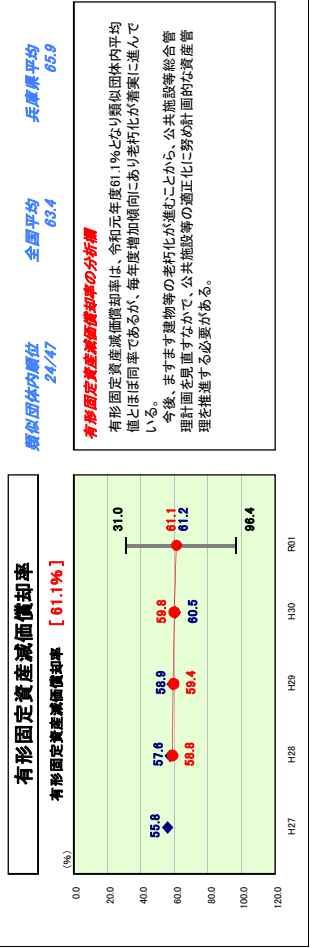 有形固定資産減価償却率
有形固定資産減価償却率 [ 61.1% ]
類似団体内順位
24/47
全国平均
63.4
兵庫県平均
65.9
(%)
0.0
20.0
40.0
60.0
80.0
100.0
120.0
55.8
57.6
58.8
58.9
59.4
59.8
60.5
31.0
61.1
61.2
96.4
H27
H28
H29
H30
R01
有形固定資産減価償却率の分析欄
有形固定資産減価償却率は、令和元年度61.1%となり類似団体内平均
値とほぼ同率であるが、毎年度増加傾向にあり老朽化が着実に進んで
いる。
今後、ますます建物等の老朽化が進むことから、公共施設等総合管
理計画を見直すなかで、公共施設等の適正化に努め計画的な資産管
理を推進する必要がある。